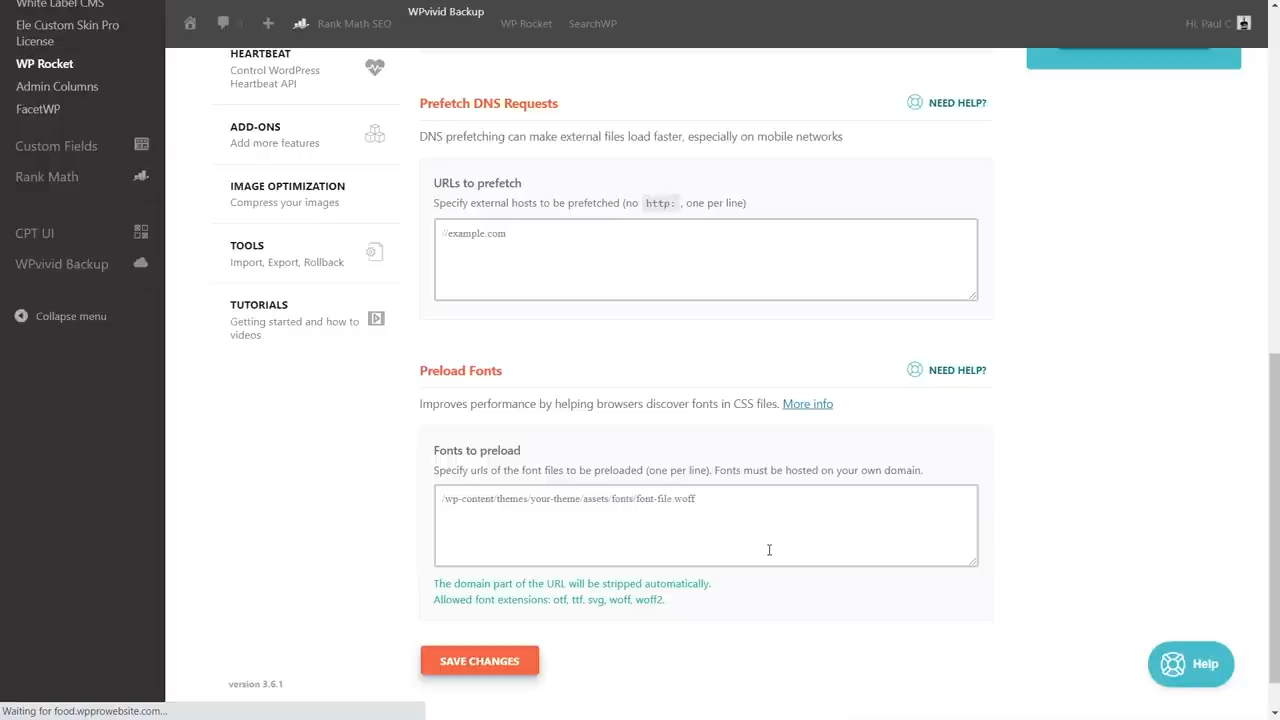 White Label CMS
Ele Custom Skin Pro
License
WP Rocket
Admin Columns
FacetWP
Custom Fields
Rank Math
CPT UI
WPvivid Backup
Collapse menu
Rank Math SEO
WPvivid Backup
WP Rocket
SearchWP
Hi, Paul C
HEARTBEAT
Control WordPress
Heartbeat API
ADD-ONS
Add more features
IMAGE OPTIMIZATION
Compress your images
TOOLS
Import, Export, Rollback
TUTORIALS
Getting started and how to
videos
version 3.6.1
Prefetch DNS Requests
NEED HELP?
DNS prefetching can make external files load faster, especially on mobile networks
URLs to prefetch
Specify external hosts to be prefetched (no http: , one per line)
//example.com
Preload Fonts
NEED HELP?
Improves performance by helping browsers discover fonts in CSS files. More info
Fonts to preload
Specify urls of the font files to be preloaded (one per line). Fonts must be hosted on your own domain.
/wp-content/themes/your-theme/assets/fonts/font-file.woff
The domain part of the URL will be stripped automatically.
Allowed font extensions: otf, ttf, svg, woff, woff2.
SAVE CHANGES
Help
Waiting for food.wpprowebsite.com...